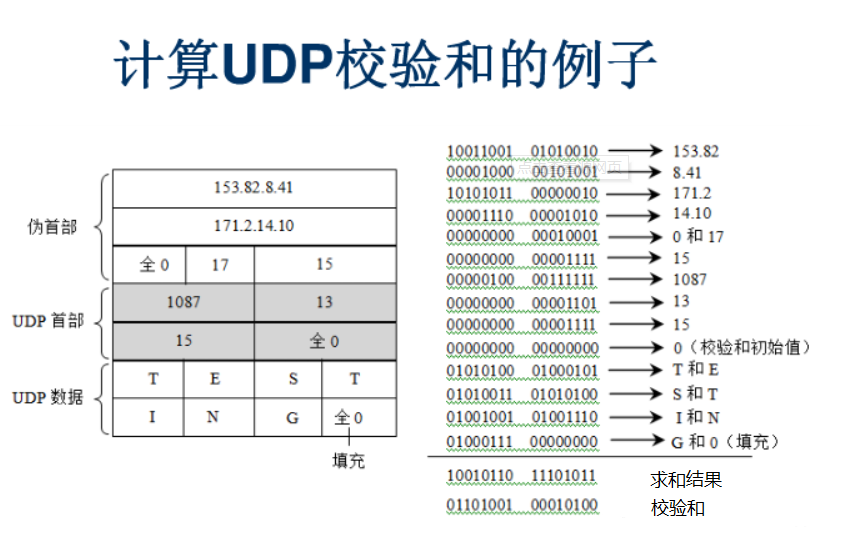 计算UDP校验和的例子
伪首部
153.82.8.41
171.2.14.10
全 0 17 15
UDP 首部
1087 13
15 全 0
UDP 数据
T E S T
I N G 全 0
填充
10011001 01010010 153.82
00001000 00101001 8.41
10101011 00000010 171.2
00001110 00001010 14.10
00000000 00010001 0 和 17
00000000 00001111 15
00000100 00111111 1087
00000000 00001101 13
00000000 00001111 15
00000000 00000000 0（校验和初始值）
01010100 01000101 T 和 E
01010011 01010100 S 和 T
01001001 01001110 I 和 N
01000111 00000000 G 和 0（填充）
10010110 11101011 求和结果
01101001 00010100 校验和